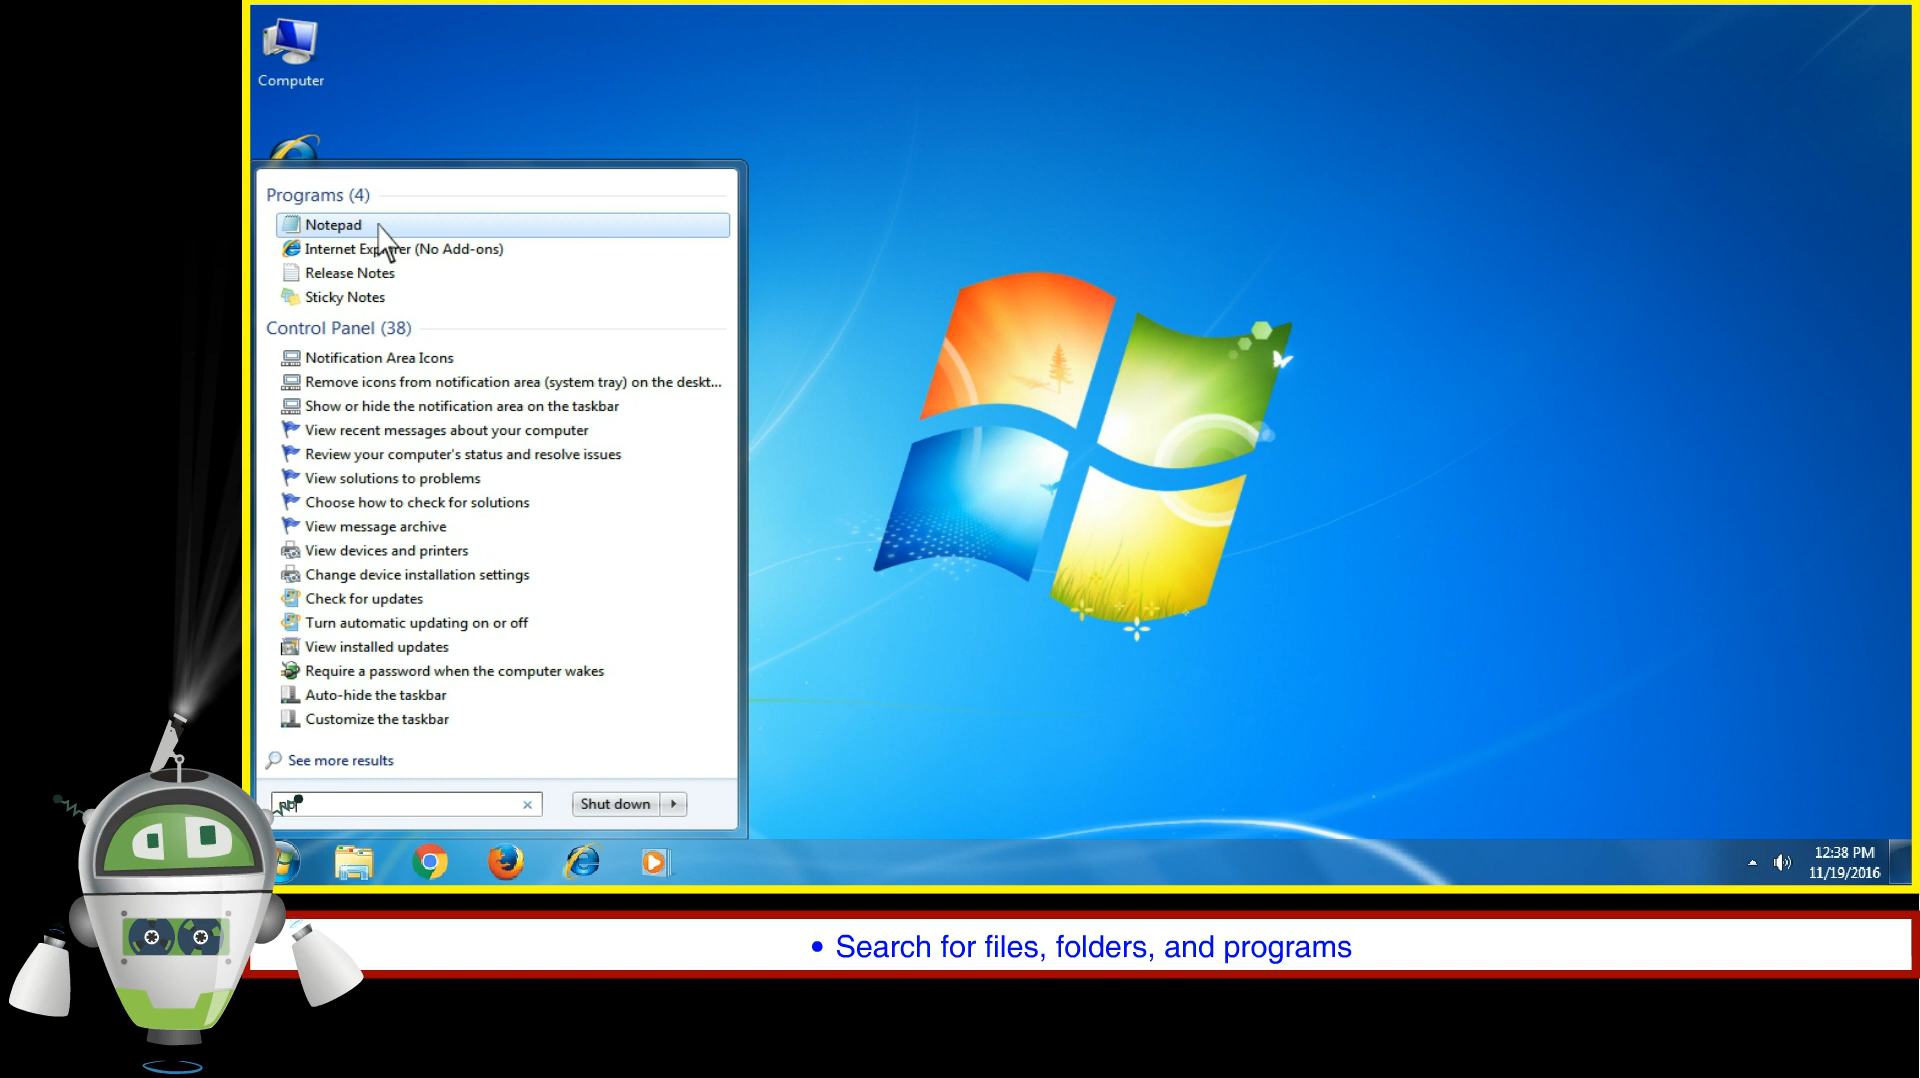 Computer
Programs (4)
Notepad
Internet Explorer (No Add-ons)
Release Notes
Sticky Notes
Control Panel (38)
Notification Area Icons
Remove icons from notification area (system tray) on the deskt...
Show or hide the notification area on the taskbar
View recent messages about your computer
Review your computer's status and resolve issues
View solutions to problems
Choose how to check for solutions
View message archive
View devices and printers
Change device installation settings
Check for updates
Turn automatic updating on or off
View installed updates
Require a password when the computer wakes
Auto-hide the taskbar
Customize the taskbar
See more results
Shut down
12:38 PM
11/19/2016
• Search for files, folders, and programs